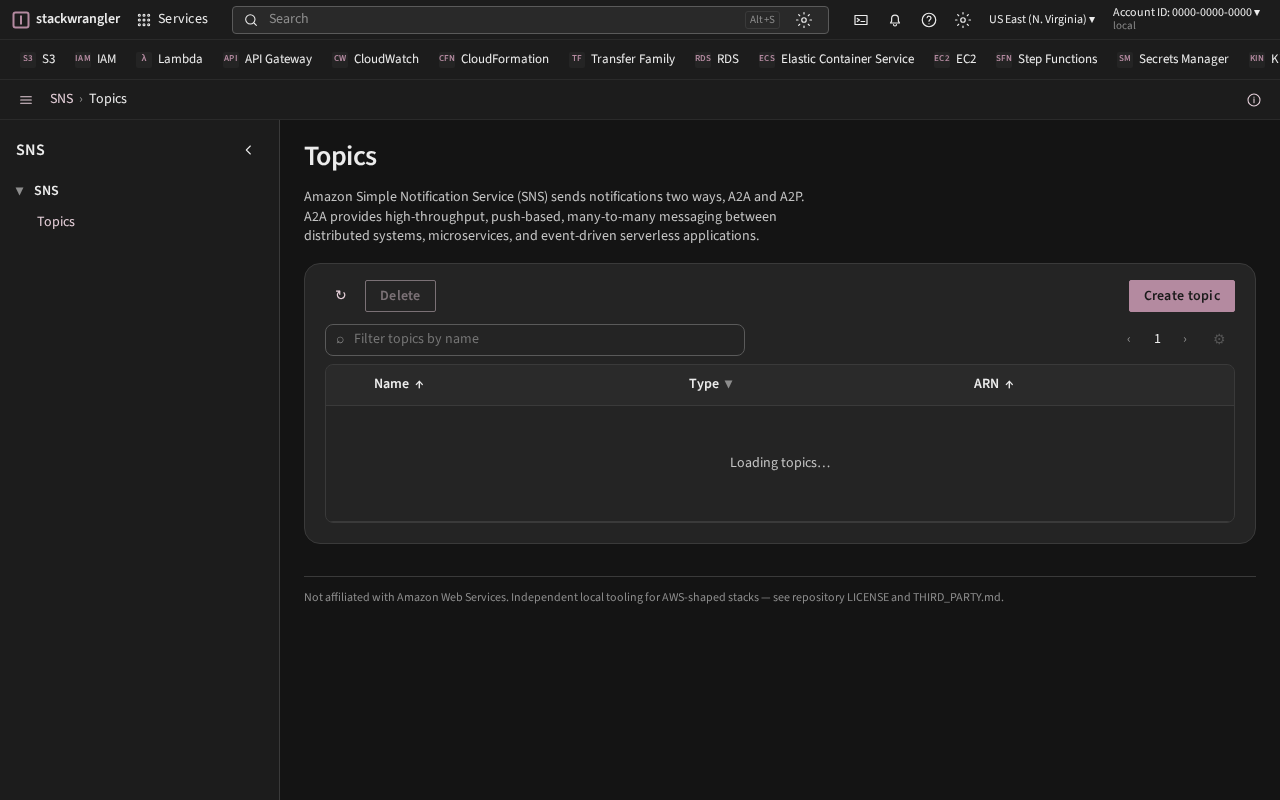 stackwrangler Services Search Alt+S US East (N. Virginia) ▾ Account ID: 0000-0000-0000 ▾
local
S3 S3 IAM IAM λ Lambda API API Gateway CW CloudWatch CFN CloudFormation TF Transfer Family RDS RDS ECS Elastic Container Service EC2 EC2 SFN Step Functions SM Secrets Manager KIN K
SNS › Topics
SNS
▼ SNS
Topics
Topics
Amazon Simple Notification Service (SNS) sends notifications two ways, A2A and A2P.
A2A provides high-throughput, push-based, many-to-many messaging between
distributed systems, microservices, and event-driven serverless applications.
↻ Delete Create topic
Filter topics by name ‹ 1 ›
Name ↑ Type ▼ ARN ↑
Loading topics…
Not affiliated with Amazon Web Services. Independent local tooling for AWS-shaped stacks — see repository LICENSE and THIRD_PARTY.md.